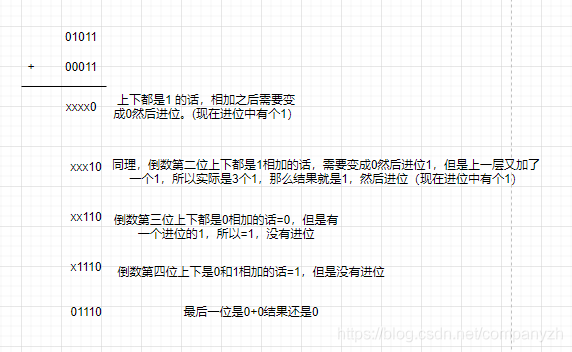 01011
+ 00011
xxxx0 上下都是1 的话，相加之后需要变
成0然后进位。(现在进位中有个1)
xxx10 同理，倒数第二位上下都是1相加的话，需要变成0然后进位1，但是上一层又加了
一个1，所以实际是3个1，那么结果就是1，然后进位（现在进位中有个1）
xx110 倒数第三位上下都是0相加的话=0，但是有
一个进位的1，所以=1，没有进位
x1110 倒数第四位上下是0和1相加的话=1，但是没有进位
01110 最后一位是0+0结果还是0
https://blog.csdn.net/companyzh